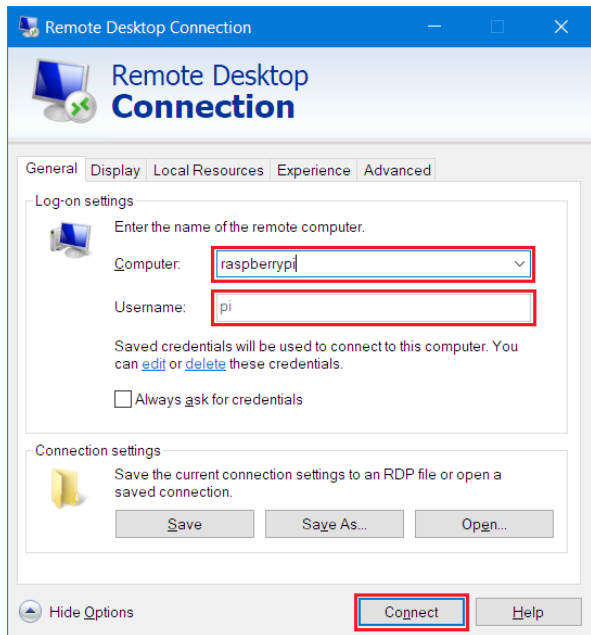 Remote Desktop Connection
Remote Desktop
Connection
General Display Local Resources Experience Advanced
Log-on settings
Enter the name of the remote computer.
Computer: raspberrypi
Username: pi
Saved credentials will be used to connect to this computer. You
can edit or delete these credentials.
Always ask for credentials
Connection settings
Save the current connection settings to an RDP file or open a
saved connection.
Save Save As... Open...
Hide Options Connect Help